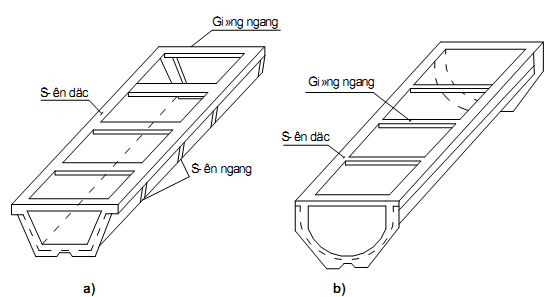 Gi»ng ngang
S- ên däc
S- ên ngang
a)
Gi»ng ngang
S- ên däc
b)